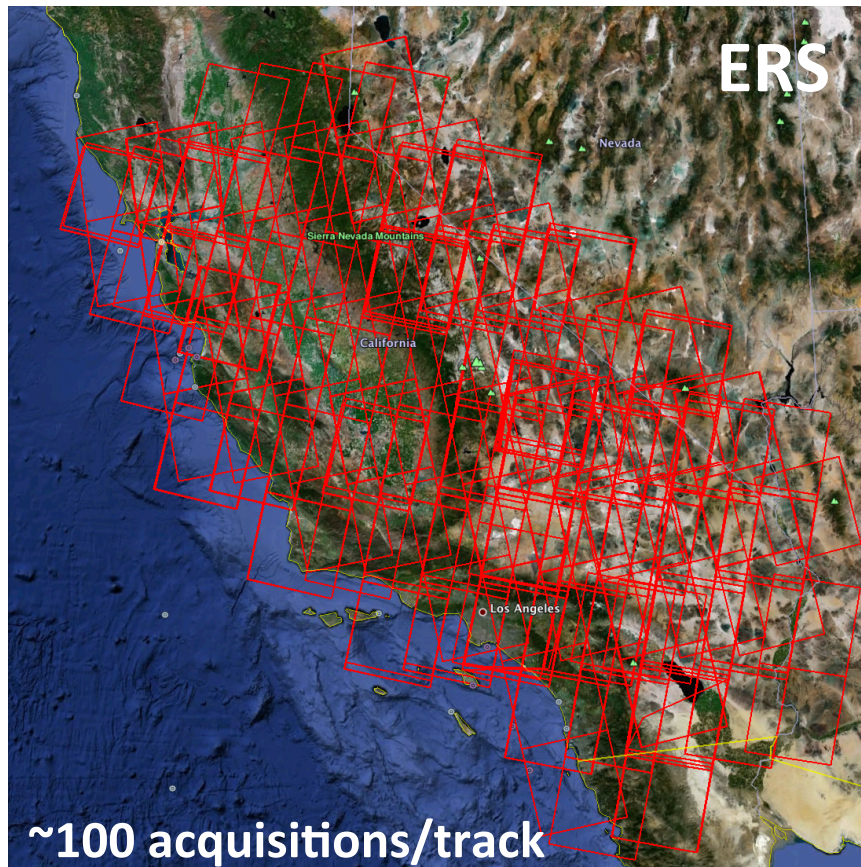 ERS
Nevada
Sierra Nevada Mountains
California
Los Angeles
~100 acquisitions/track